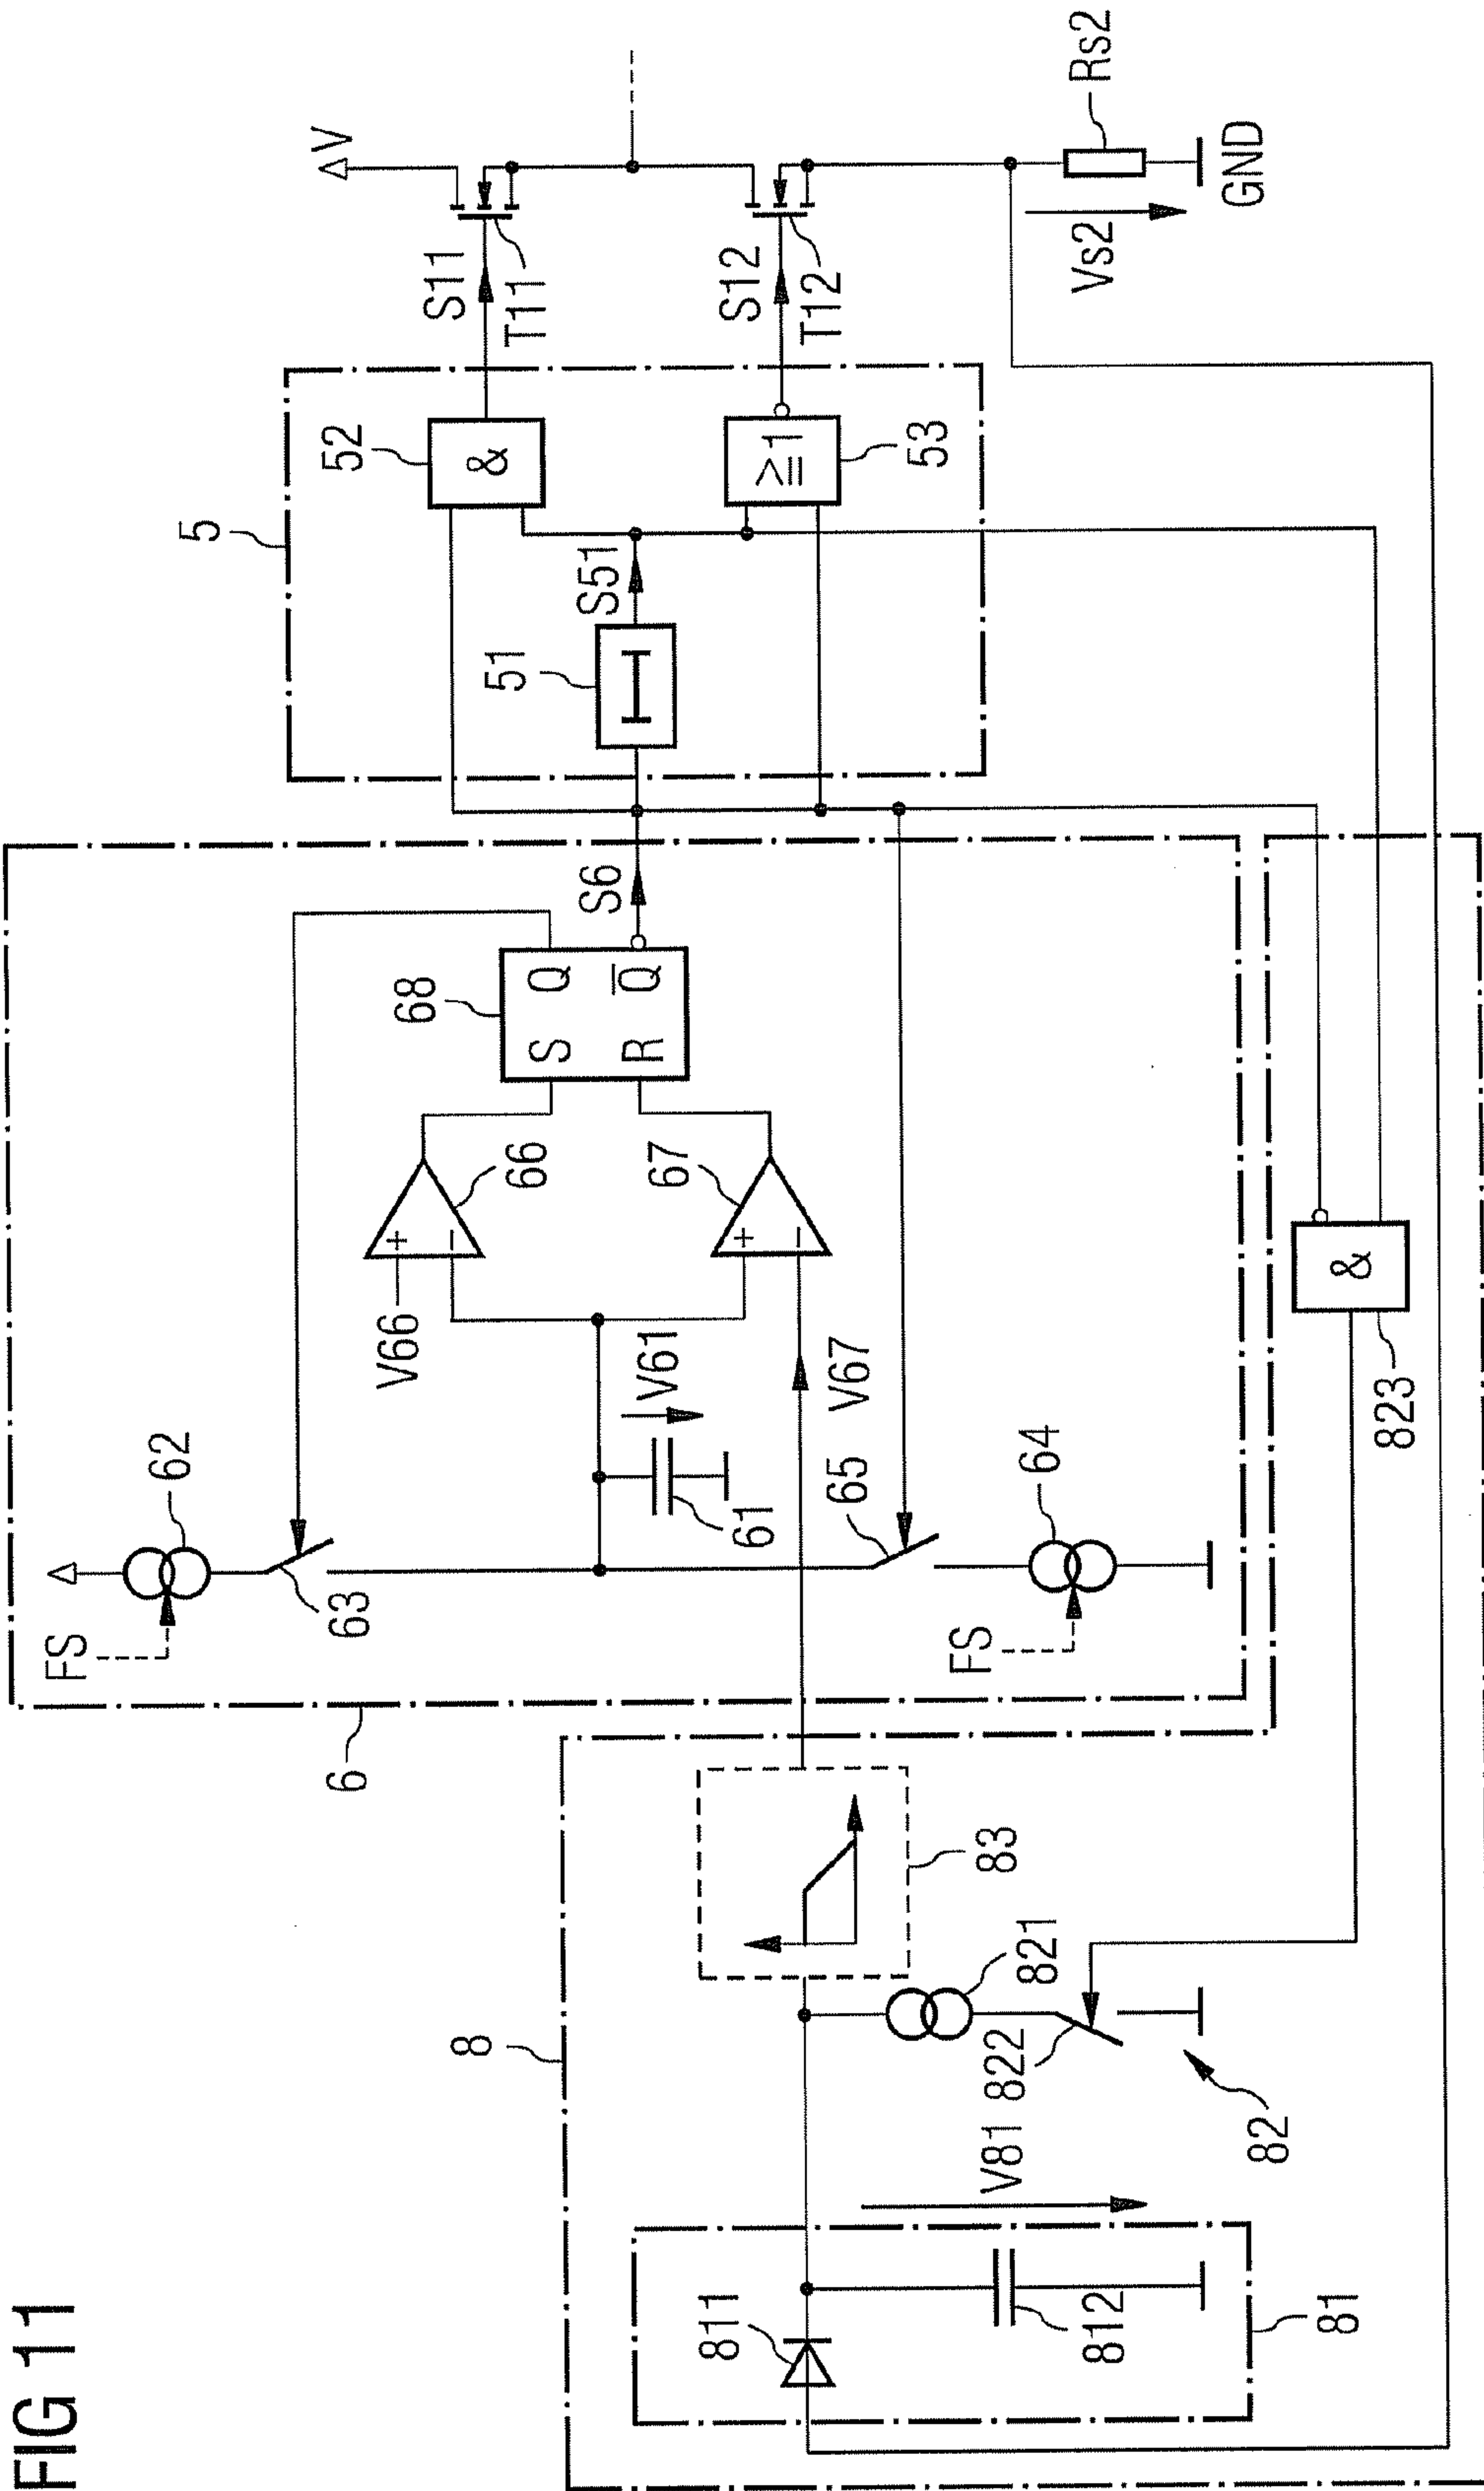 FIG 11
FS
62
63
6
V66
+
−
66
68
S
Q
R
Q̅
S6
5
51
S51
52
&
S11
T11
V
V61
61
+
−
67
V67
65
64
FS
≥1
53
S12
T12
Rs2
Vs2
GND
8
83
821
822
82
823
&
V81
811
812
81